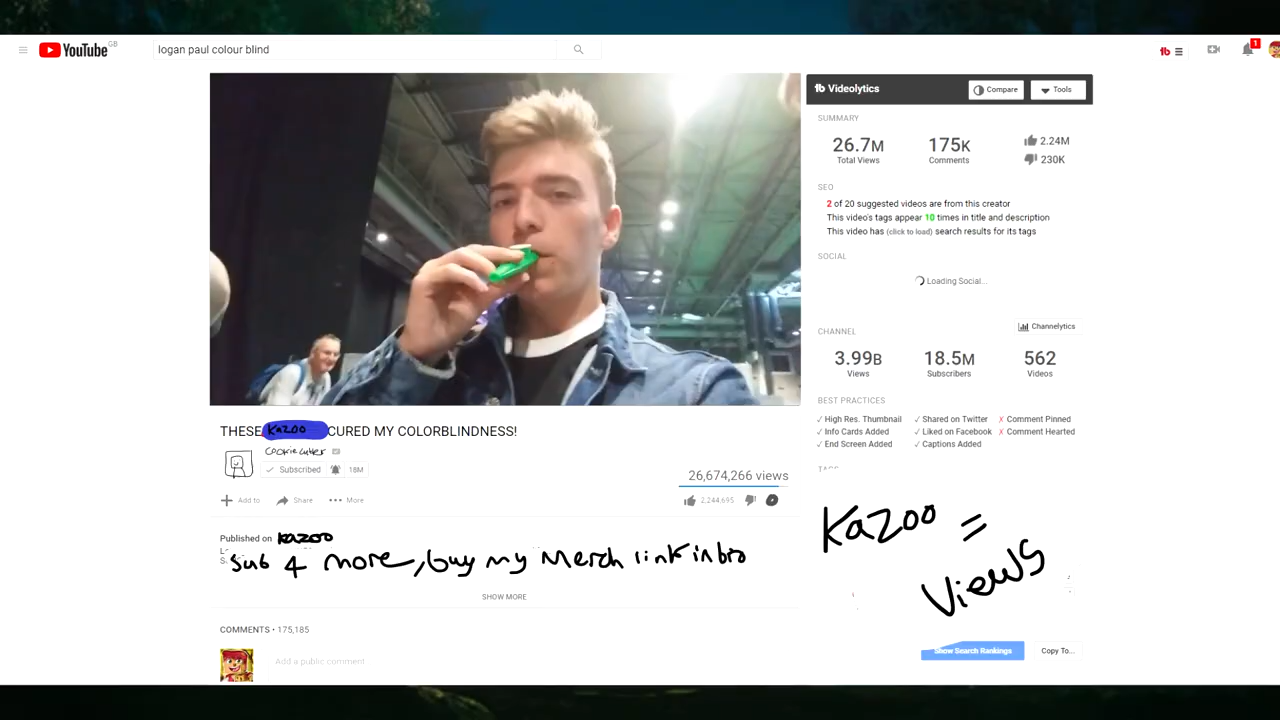 YouTube GB
logan paul colour blind
1
tb
tb Videolytics
Compare
Tools
SUMMARY
26.7M
Total Views
175K
Comments
2.24M
230K
SEO
2 of 20 suggested videos are from this creator
This video's tags appear 10 times in title and description
This video has (click to load) search results for its tags
SOCIAL
Loading Social...
CHANNEL
Channelytics
3.99B
Views
18.5M
Subscribers
562
Videos
BEST PRACTICES
✓ High Res. Thumbnail ✓ Shared on Twitter ✗ Comment Pinned
✓ Info Cards Added ✓ Liked on Facebook ✗ Comment Hearted
✓ End Screen Added ✓ Captions Added
THESE Kazoo CURED MY COLORBLINDNESS!
Cookie cutter
Subscribed 18M
26,674,266 views
Add to Share More
2,244,695
Published on kazoo
Sub 4 more, buy my Merch link in bio
SHOW MORE
COMMENTS • 175,185
Add a public comment
Kazoo =
Views
Show Search Rankings
Copy To...